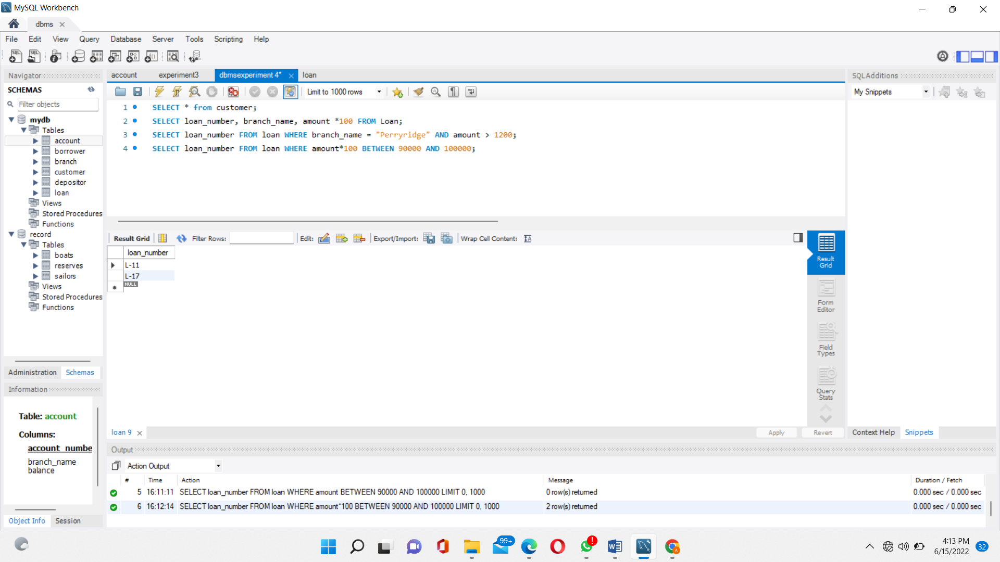 MySQL Workbench
dbms
File Edit View Query Database Server Tools Scripting Help
Navigator
SCHEMAS
Filter objects
mydb
Tables
account
borrower
branch
customer
depositor
loan
Views
Stored Procedures
Functions
record
Tables
boats
reserves
sailors
Views
Stored Procedures
Functions
Administration Schemas
Information
Table: account
Columns:
account_numbe
branch_name
balance
Object Info Session
account experiment3 dbmsexperiment 4* loan
Limit to 1000 rows
1 SELECT * from customer;
2 SELECT loan_number, branch_name, amount *100 FROM Loan;
3 SELECT loan_number FROM loan WHERE branch_name = "Perryridge" AND amount > 1200;
4 SELECT loan_number FROM loan WHERE amount*100 BETWEEN 90000 AND 100000;
Result Grid Filter Rows: Edit: Export/Import: Wrap Cell Content:
loan_number
L-11
L-17
NULL
Result
Grid
Form
Editor
Field
Types
Query
Stats
loan 9
Apply Revert
SQLAdditions
My Snippets
Context Help Snippets
Output
Action Output
# Time Action Message Duration / Fetch
5 16:11:11 SELECT loan_number FROM loan WHERE amount BETWEEN 90000 AND 100000 LIMIT 0, 1000 0 row(s) returned 0.000 sec / 0.000 sec
6 16:12:14 SELECT loan_number FROM loan WHERE amount*100 BETWEEN 90000 AND 100000 LIMIT 0, 1000 2 row(s) returned 0.000 sec / 0.000 sec
99+
4:13 PM
6/15/2022
32